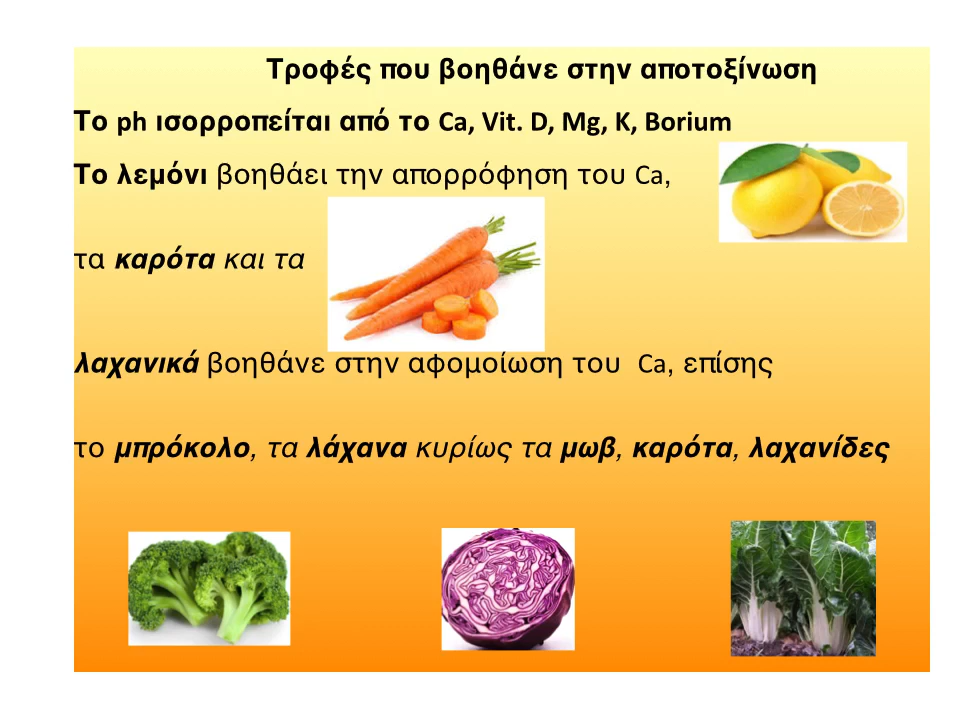 Τροφές που βοηθάνε στην αποτοξίνωση
Το ph ισορροπείται από το Ca, Vit. D, Mg, K, Borium
Το λεμόνι βοηθάει την απορρόφηση του Ca,
τα καρότα και τα
λαχανικά βοηθάνε στην αφομοίωση του Ca, επίσης
το μπρόκολο, τα λάχανα κυρίως τα μωβ, καρότα, λαχανίδες